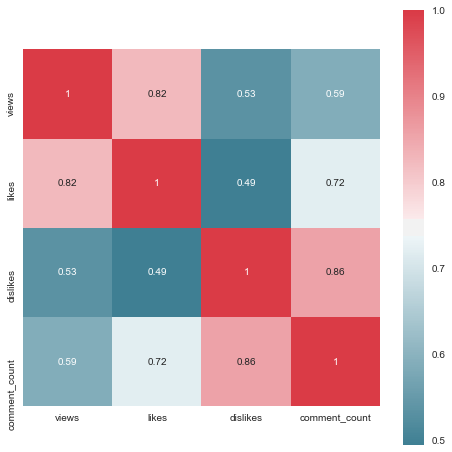 1.0
views 1 0.82 0.53 0.59
0.9
likes 0.82 1 0.49 0.72
0.8
0.7
dislikes 0.53 0.49 1 0.86
0.6
comment_count 0.59 0.72 0.86 1
views likes dislikes comment_count
0.5